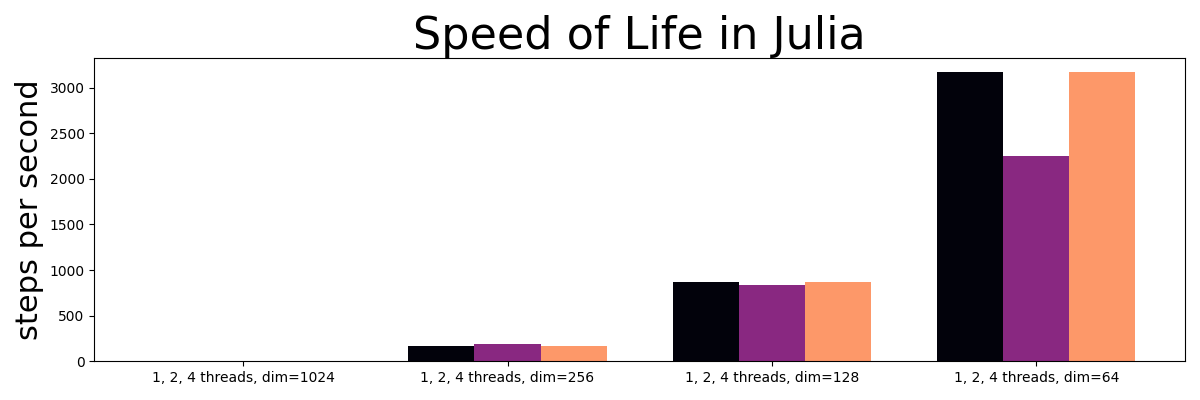 Speed of Life in Julia
steps per second
3000
2500
2000
1500
1000
500
0
1, 2, 4 threads, dim=1024
1, 2, 4 threads, dim=256
1, 2, 4 threads, dim=128
1, 2, 4 threads, dim=64